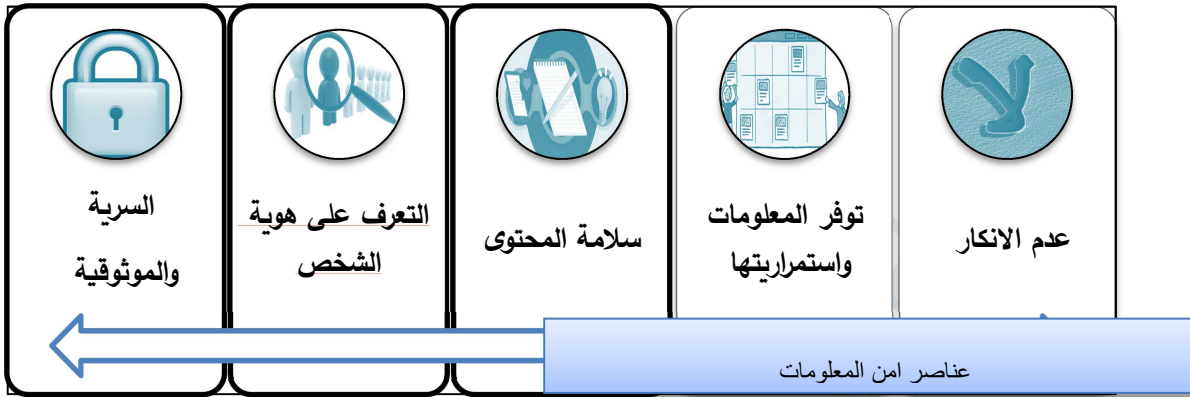 عدم الانكار
توفر المعلومات
واستمراريتها
سلامة المحتوى
التعرف على هوية
الشخص
السرية
والموثوقية
عناصر امن المعلومات